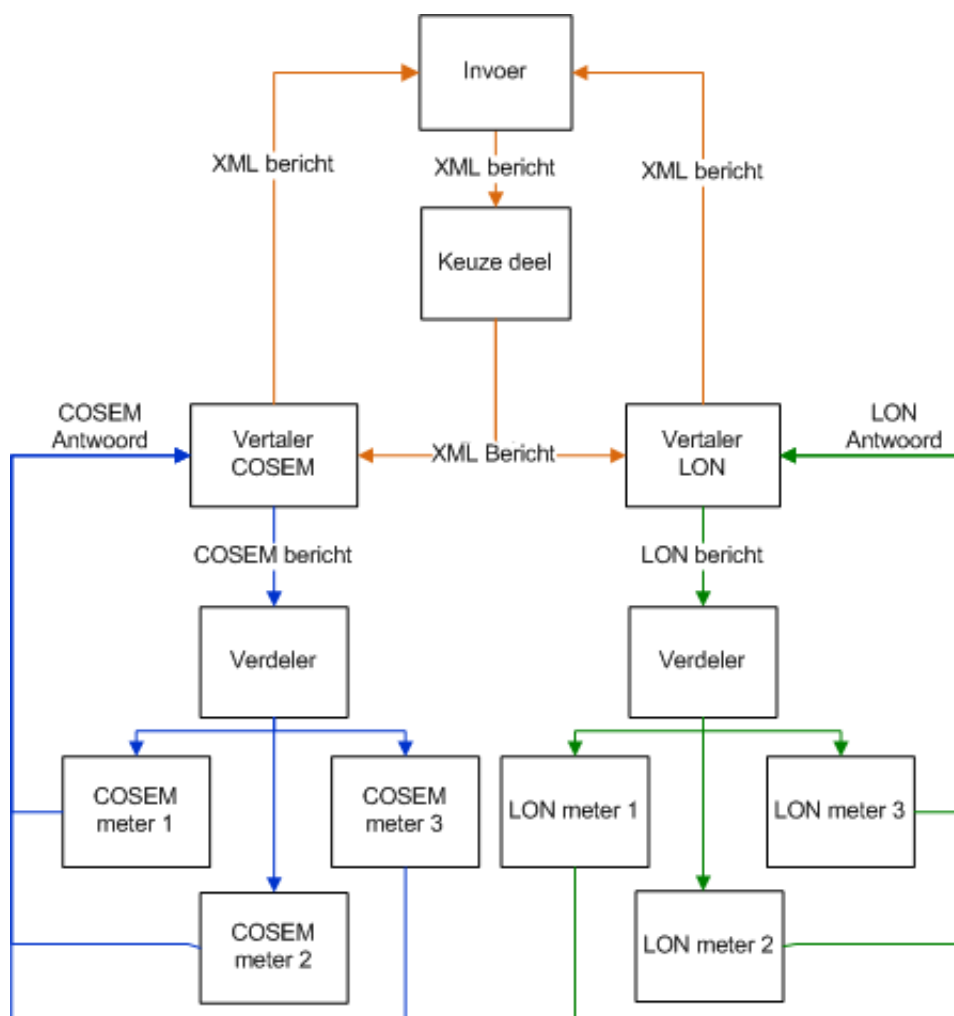 Invoer
XML bericht
XML bericht
XML bericht
Keuze deel
COSEM
Antwoord
Vertaler
COSEM
XML Bericht
Vertaler
LON
LON
Antwoord
COSEM bericht
LON bericht
Verdeler
Verdeler
COSEM
meter 1
COSEM
meter 3
LON meter 1
LON meter 3
COSEM
meter 2
LON meter 2